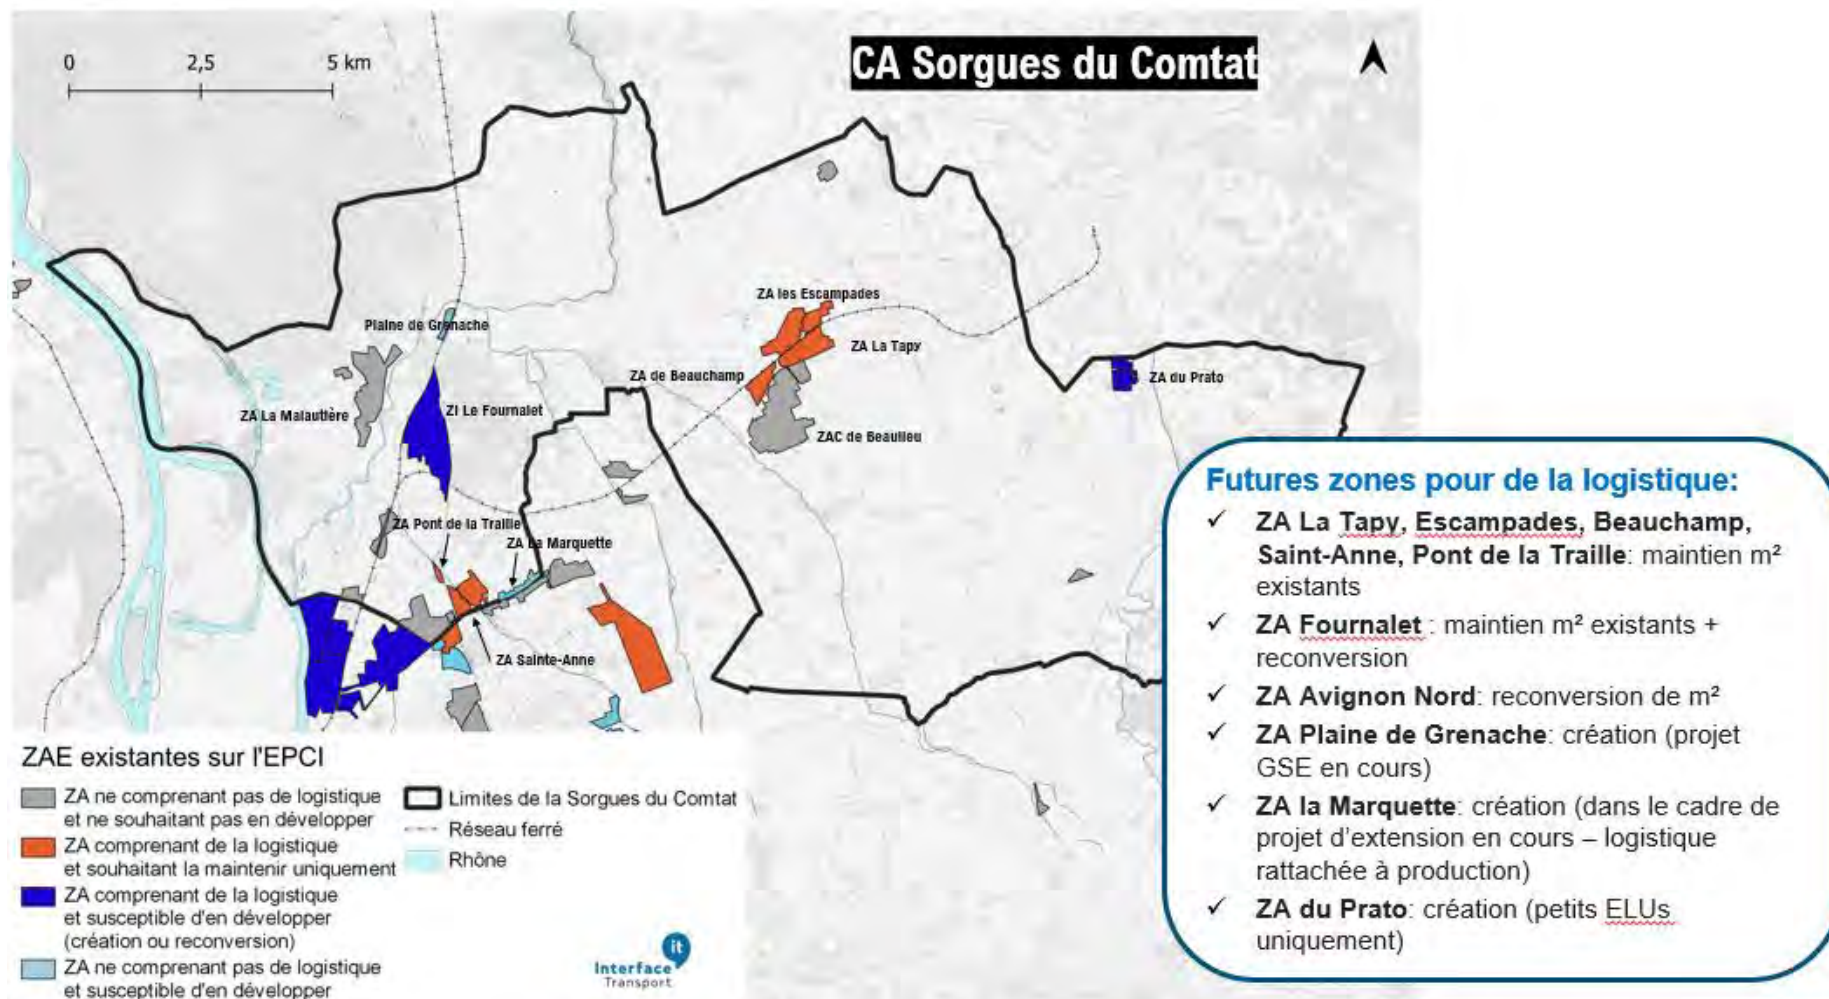 CA Sorgues du Comtat
0 2,5 5 km
ZA les Escampades
Plaine de Grenache
ZA La Tapy
ZA de Beauchamp
ZA du Prato
ZA La Malautière
ZI Le Fournalet
ZAC de Beaulieu
ZA Pont de la Traille
ZA La Marquette
ZA Sainte-Anne
Futures zones pour de la logistique:
✓ ZA La Tapy, Escampades, Beauchamp,
Saint-Anne, Pont de la Traille: maintien m²
existants
✓ ZA Fournalet : maintien m² existants +
reconversion
✓ ZA Avignon Nord: reconversion de m²
✓ ZA Plaine de Grenache: création (projet
GSE en cours)
✓ ZA la Marquette: création (dans le cadre de
projet d'extension en cours – logistique
rattachée à production)
✓ ZA du Prato: création (petits ELUs
uniquement)
ZAE existantes sur l'EPCI
ZA ne comprenant pas de logistique
et ne souhaitant pas en développer
ZA comprenant de la logistique
et souhaitant la maintenir uniquement
ZA comprenant de la logistique
et susceptible d'en développer
(création ou reconversion)
ZA ne comprenant pas de logistique
et susceptible d'en développer
Limites de la Sorgues du Comtat
Réseau ferré
Rhône
it
Interface
Transport